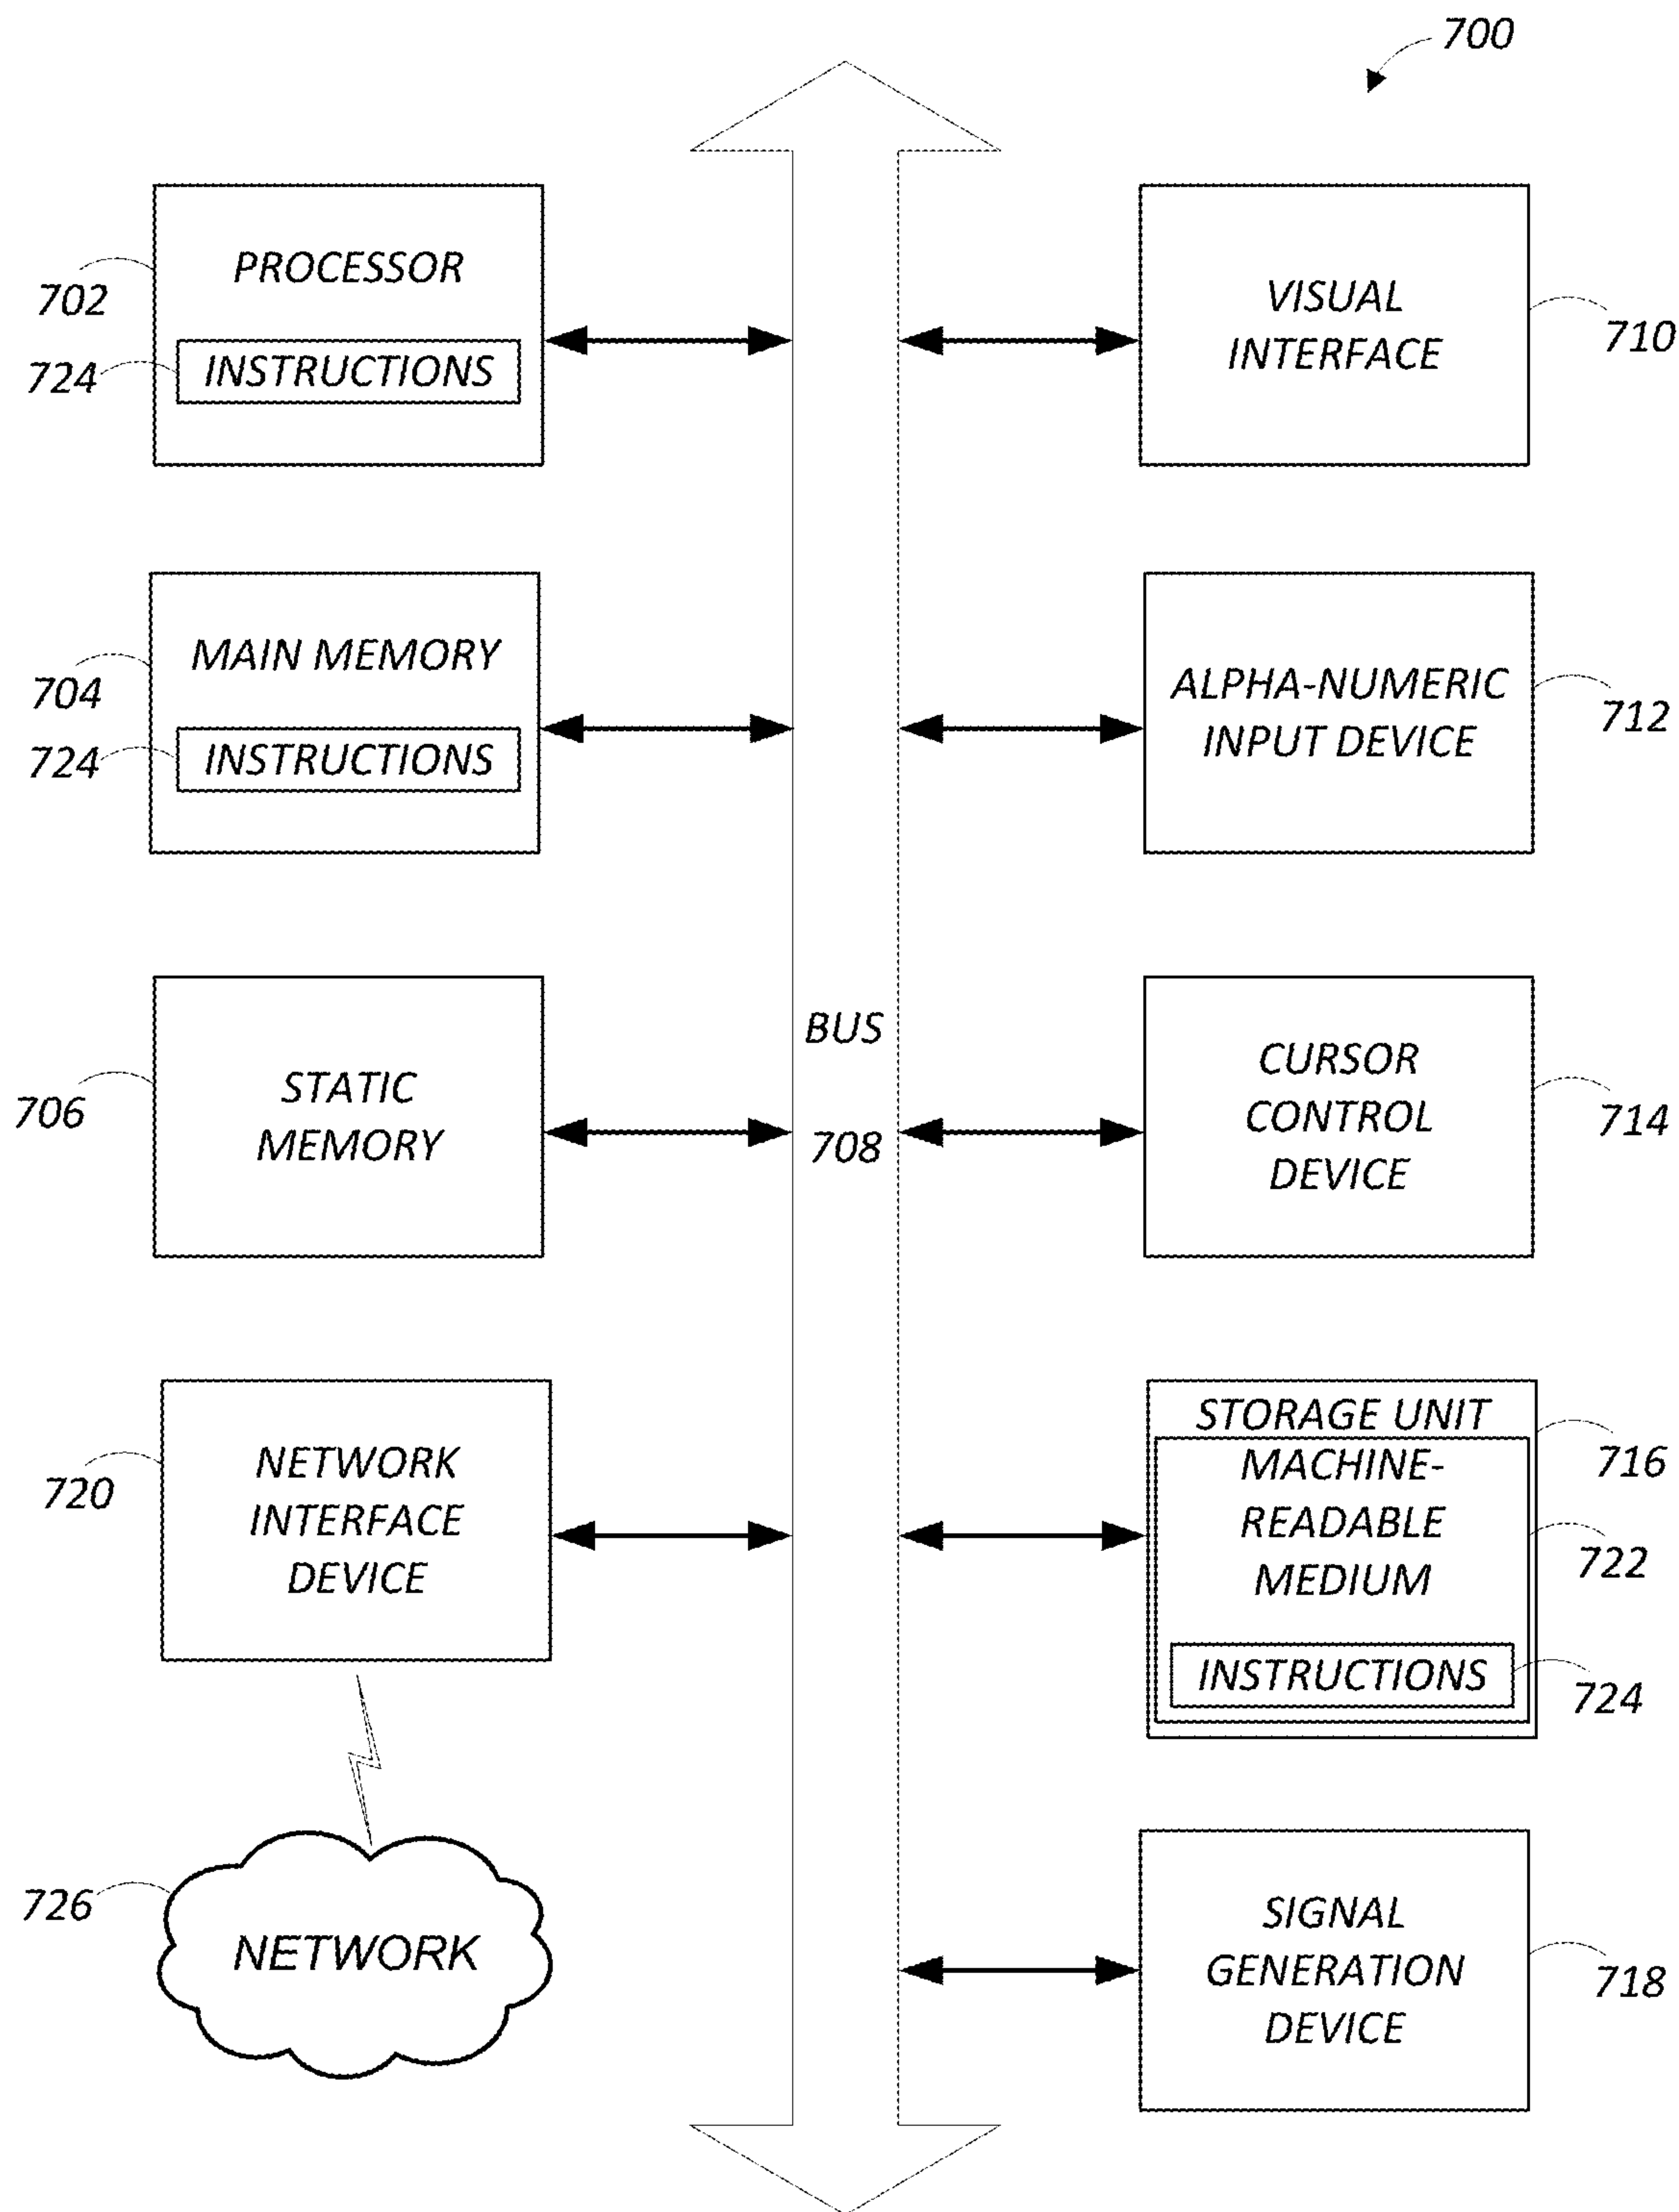 700
PROCESSOR
702
724
INSTRUCTIONS
VISUAL
INTERFACE
710
MAIN MEMORY
704
724
INSTRUCTIONS
ALPHA-NUMERIC
INPUT DEVICE
712
STATIC
MEMORY
706
BUS
708
CURSOR
CONTROL
DEVICE
714
NETWORK
INTERFACE
DEVICE
720
STORAGE UNIT
716
MACHINE-
READABLE
MEDIUM
722
INSTRUCTIONS
724
726
NETWORK
SIGNAL
GENERATION
DEVICE
718